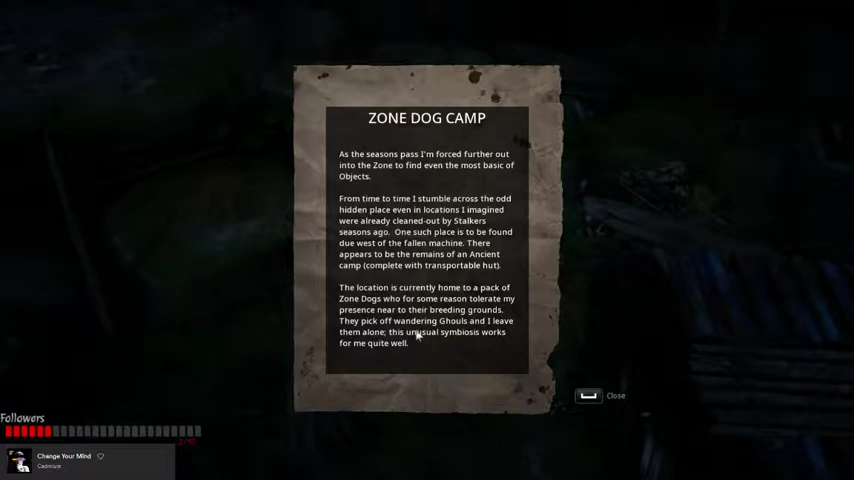 ZONE DOG CAMP
As the seasons pass I'm forced further out
into the Zone to find even the most basic of
Objects.
From time to time I stumble across the odd
hidden place even in locations I imagined
were already cleaned-out by Stalkers
seasons ago.  One such place is to be found
due west of the fallen machine. There
appears to be the remains of an Ancient
camp (complete with transportable hut).
The location is currently home to a pack of
Zone Dogs who for some reason tolerate my
presence near to their breeding grounds.
They pick off wandering Ghouls and I leave
them alone; this unusual symbiosis works
for me quite well.
Close
Followers
Change Your Mind
Cadmium